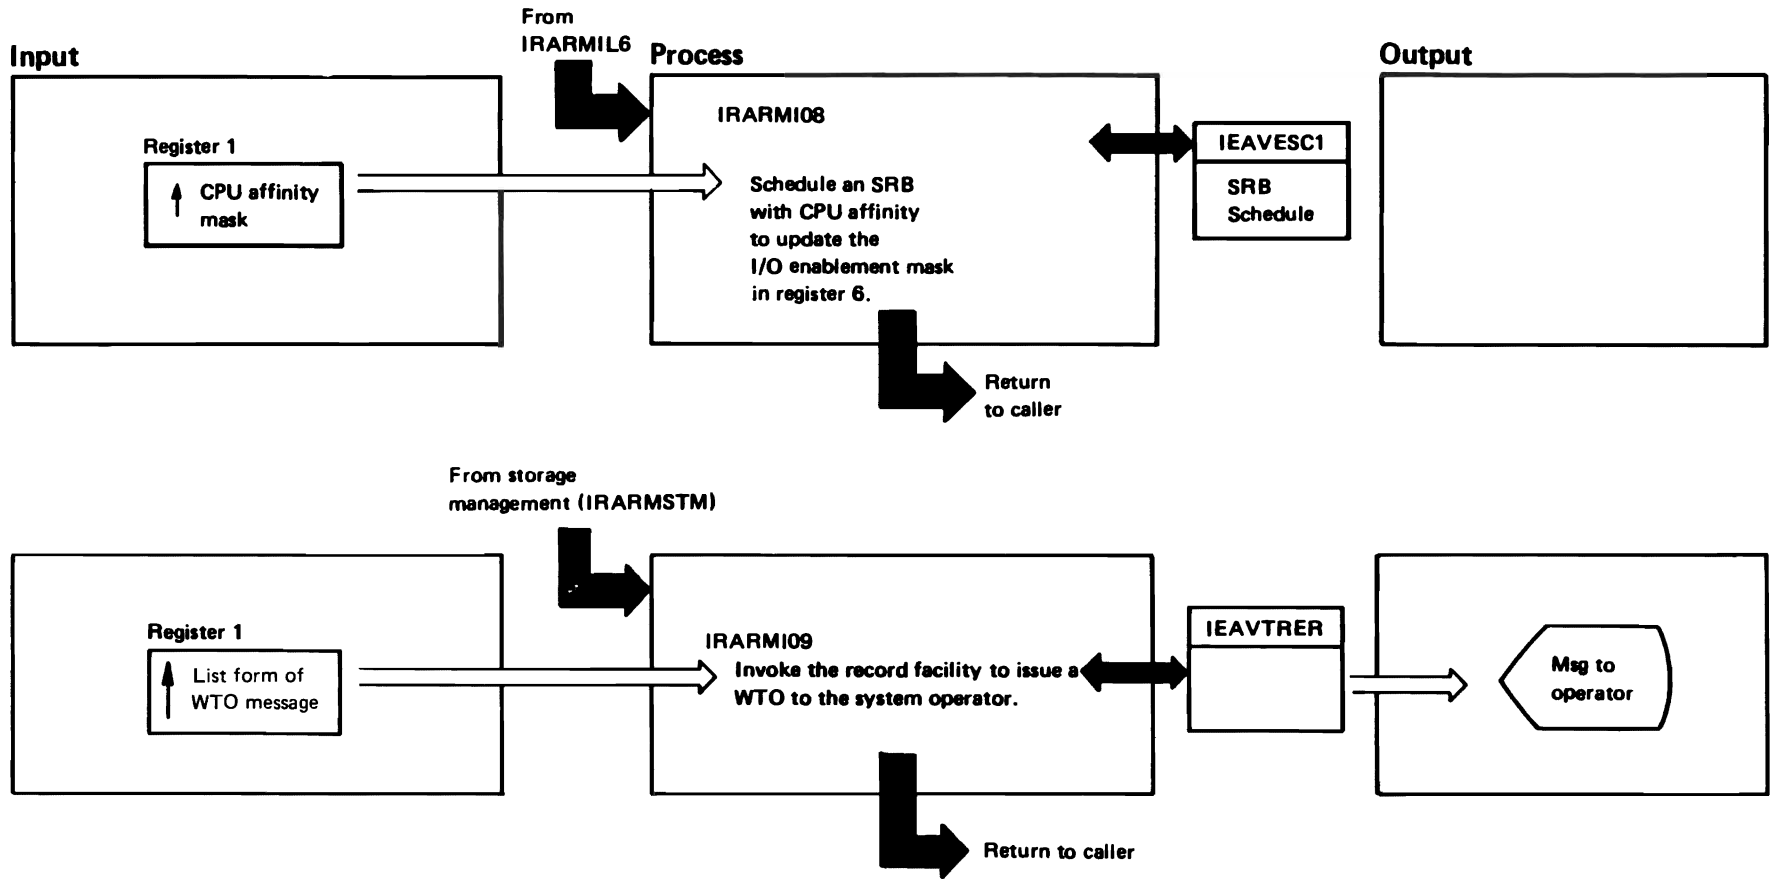 From
IRARMIL6
Input
Process
Output
IRARMI08
Register 1
CPU affinity
mask
Schedule an SRB
with CPU affinity
to update the
I/O enablement mask
in register 6.
IEAVESC1
SRB
Schedule
Return
to caller
From storage
management (IRARMSTM)
Register 1
List form of
WTO message
IRARMI09
Invoke the record facility to issue a
WTO to the system operator.
IEAVTRER
Msg to
operator
Return to caller